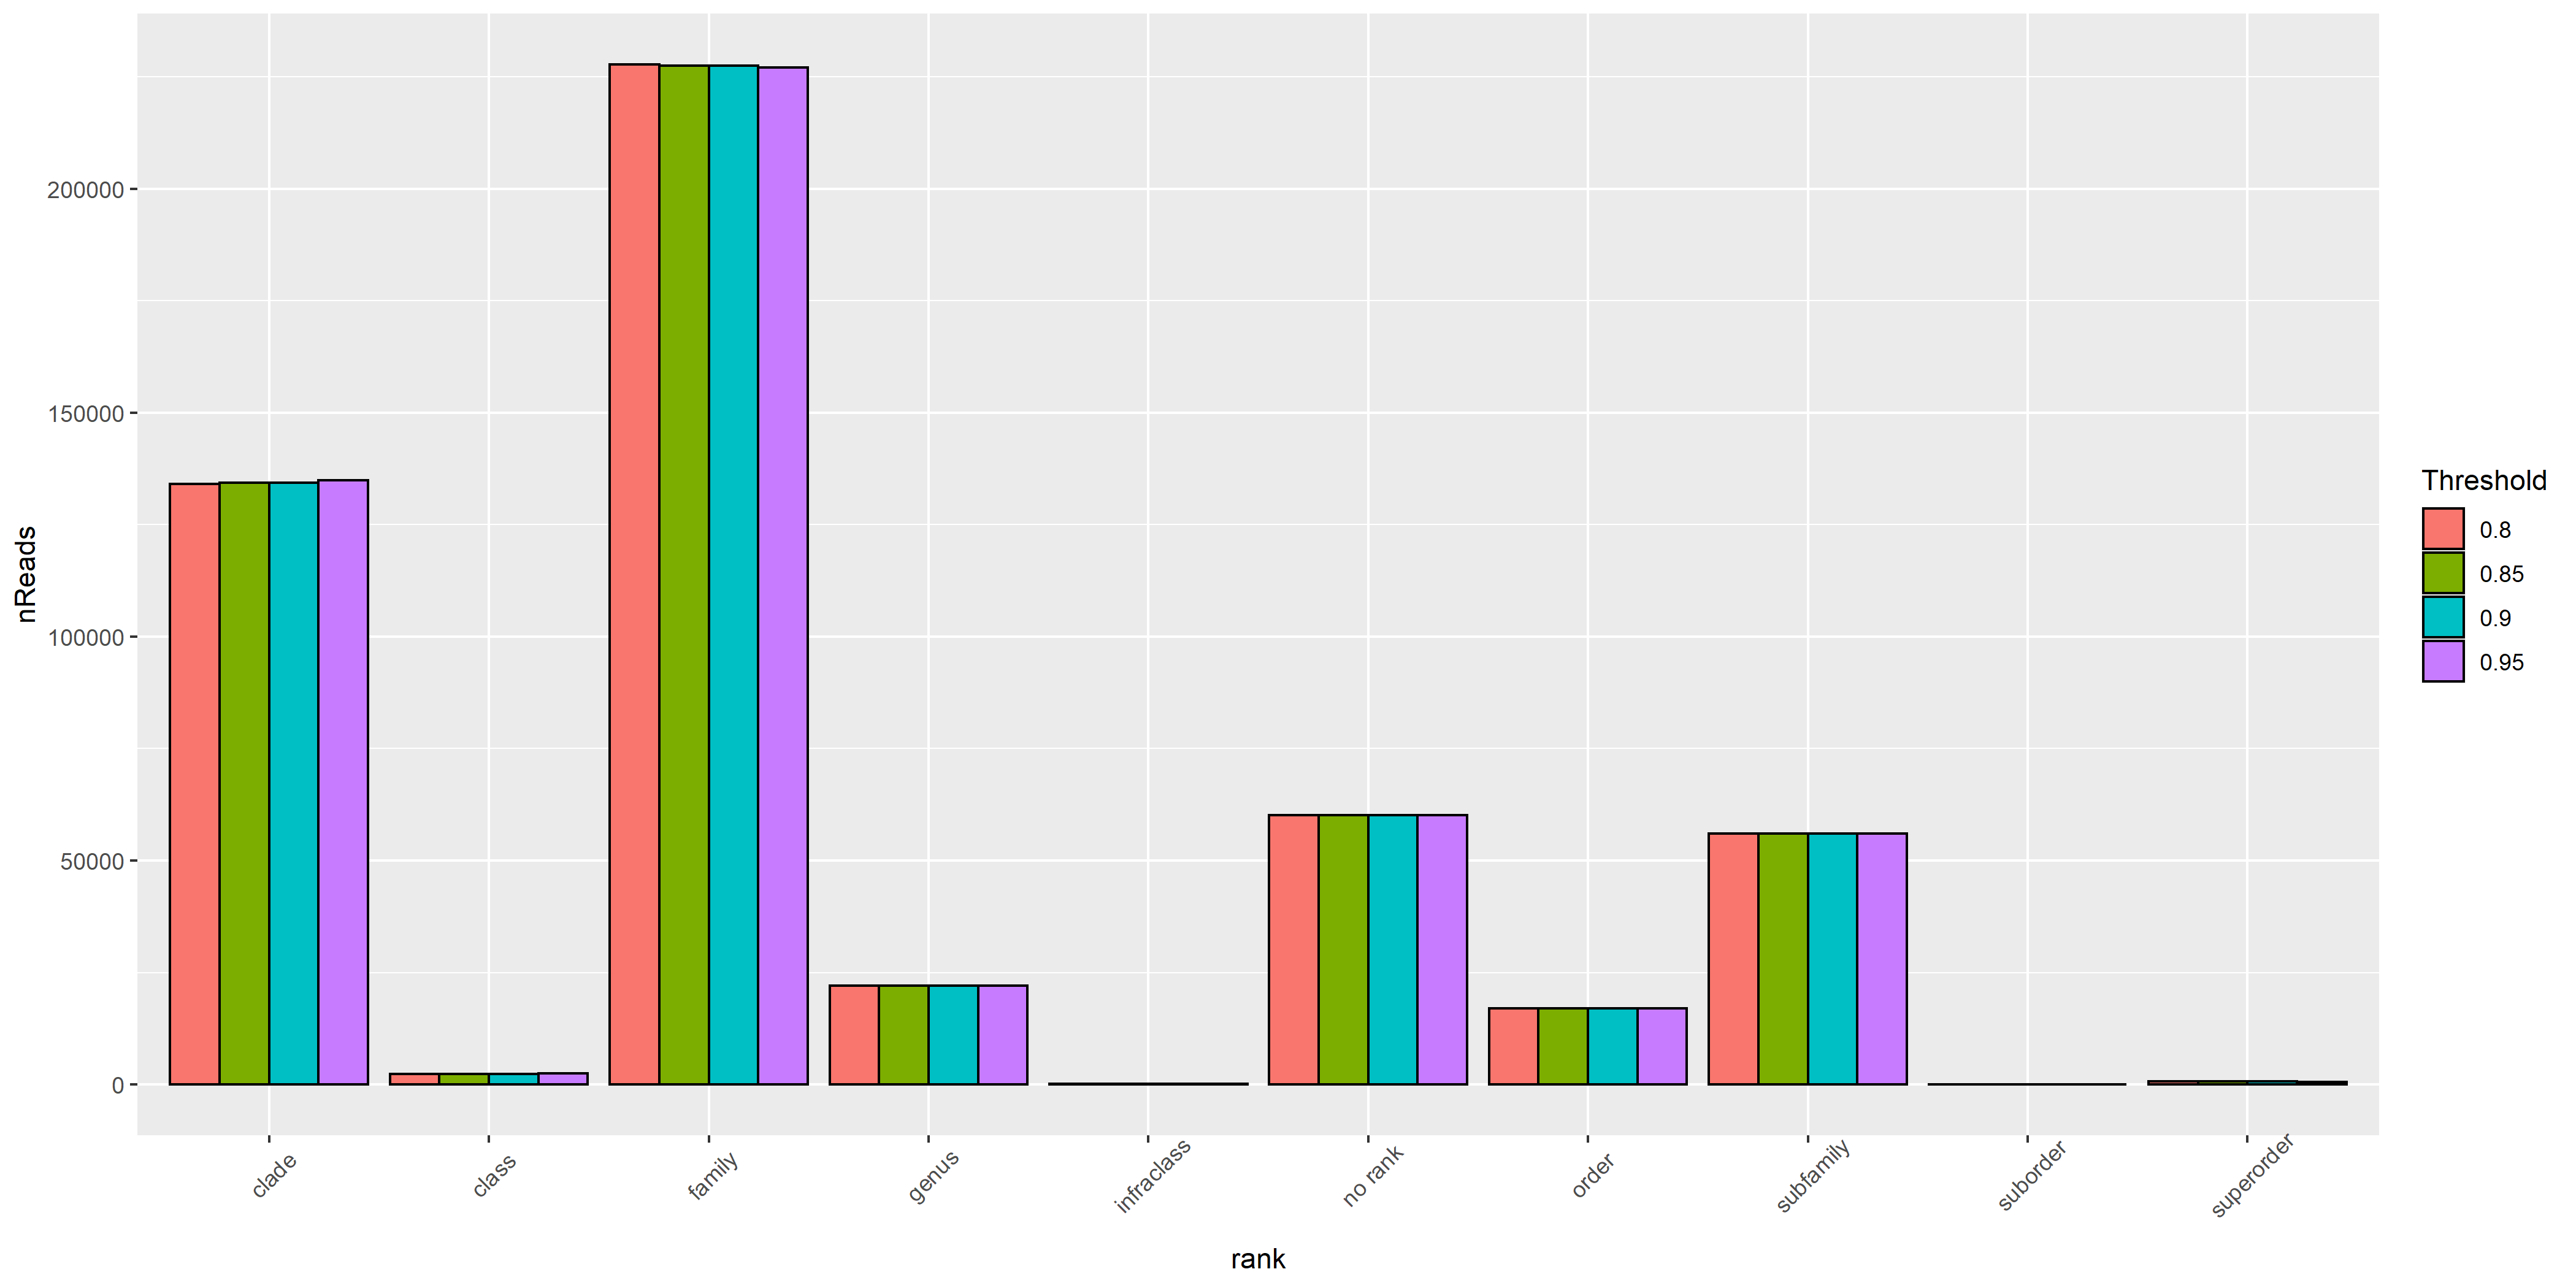 nReads
200000
150000
100000
50000
0
clade
class
family
genus
infraclass
no rank
order
subfamily
suborder
superorder
rank
Threshold
0.8
0.85
0.9
0.95